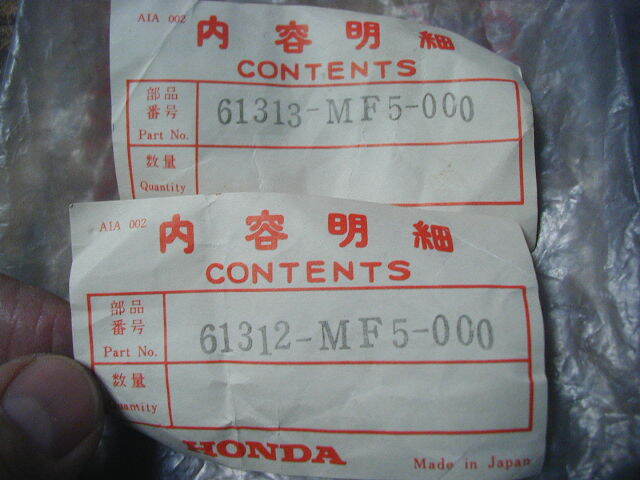 AIA 002
内容明細
CONTENTS
部品
番号
Part No.
61313-MF5-000
数量
Quantity
AIA 002
内容明細
CONTENTS
部品
番号
Part No.
61312-MF5-000
数量
Quantity
HONDA
Made in Japan